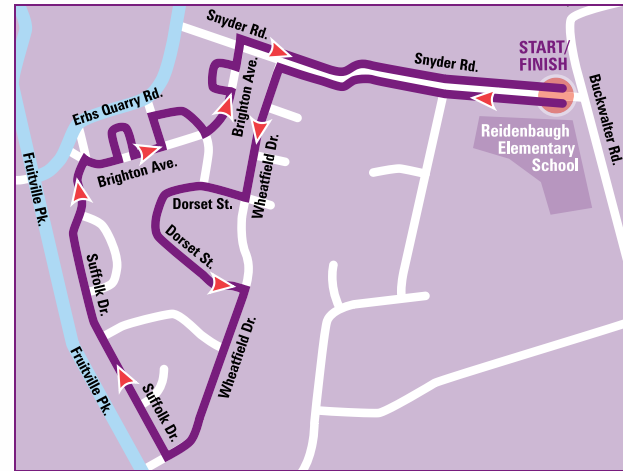 Snyder Rd.
Snyder Rd.
START/
FINISH
Erbs Quarry Rd.
Brighton Ave.
Buckwalter Rd.
Reidenbaugh
Elementary
School
Fruitville Pk.
Brighton Ave.
Wheatfield Dr.
Dorset St.
Dorset St.
Suffolk Dr.
Wheatfield Dr.
Fruitville Pk.
Suffolk Dr.